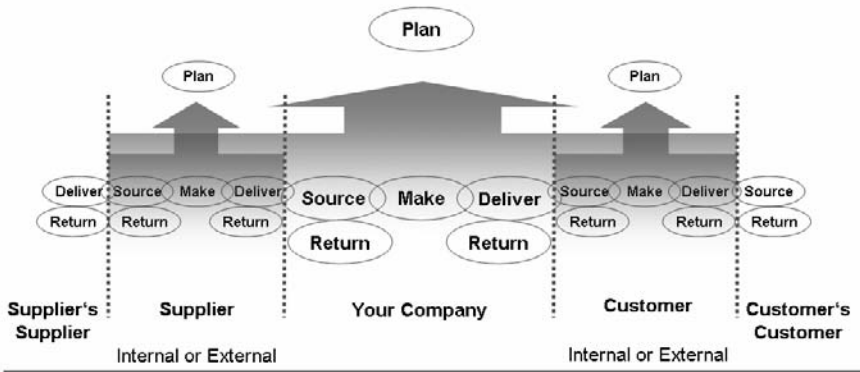 Plan
Plan
Plan
Deliver Source Make Deliver Source Make Deliver Source Make Deliver Source
Return Return Return Return Return Return Return Return
Supplier's Supplier
Supplier
Your Company
Customer
Customer's Customer
Internal or External
Internal or External